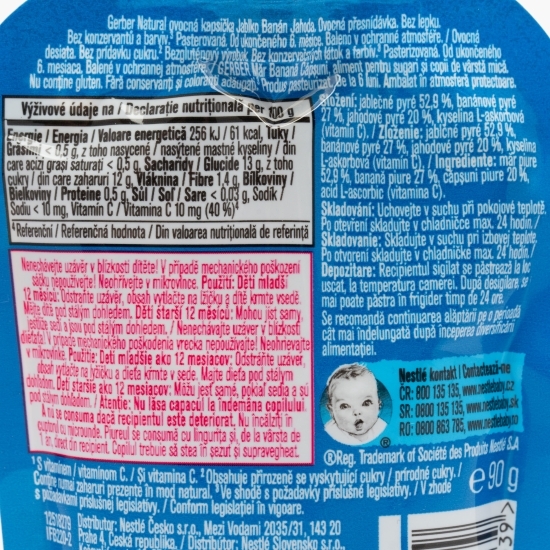 Gerber Natural ovocná kapsička Jablko Banán Jahoda. Ovocná přesnídávka. Bez lepku.
Bez konzervantů a barviv.² Pasterovaná. Od ukončeného 6. měsíce. Baleno v ochranné atmosféře. / Ovocná
desiata. Bez prídavku cukru.² Bezgluténový výrobok. Bez konzervačných látok a farbív.³ Pasterizovaná. Od ukončeného
6. mesiaca. Balené v ochrannej atmosfére. / GERBER Măr Banană Căpșuni, aliment pentru sugari și copii de vârstă mică.
Nu conține gluten. Fără conservanți și coloranți adăugați. Produs pasteurizat. De la 6 luni. Ambalat în atmosferă protectoare.
Výživové údaje na / Declarație nutrițională per 100 g
Energie / Energia / Valoare energetică 256 kJ / 61 kcal, Tuky /
Grăsimi < 0,5 g, z toho nasycené / nasýtené mastné kyseliny / din
care acizi grași saturați < 0,5 g, Sacharidy / Glucide 13 g, z toho
cukry / din care zaharuri 12 g, Vláknina / Fibre 1,4 g, Bílkoviny /
Bielkoviny / Proteine 0,5 g, Sůl / Soľ / Sare < 0,03 g, Sodík /
Sodiu < 10 mg, Vitamín C / Vitamina C 10 mg (40 %)⁴
⁴ Referenční / Referenčná hodnota / Din valoarea nutrițională de referință
Složení: jablečné pyré 52,9 %, banánové pyré
27 %, jahodové pyré 20 %, kyselina L-askorbová
(vitamin C). / Zloženie: jablčné pyré 52,9 %,
banánové pyré 27 %, jahodové pyré 20 %, kyselina
L-askorbová (vitamín C). / Ingrediente: măr piure
52,9 %, banană piure 27 %, căpșuni piure 20 %,
acid L-ascorbic (vitamina C).
Skladování: Uchovejte v suchu při pokojové teplotě.
Po otevření skladujte v chladničce max. 24 hodin. /
Skladovanie: Skladujte v suchu pri izbovej teplote.
Po otvorení skladujte v chladničke max. 24 hodín. /
Depozitare: Recipientul sigilat se păstrează la loc
uscat, la temperatura camerei. După desigilare, se
mai poate păstra în frigider timp de 24 ore.
Se recomandă continuarea alăptării pe o perioadă
cât mai îndelungată după începerea diversificării
alimentației.
Nenechávejte uzávěr v blízkosti dítěte! V případě mechanického poškození
sáčku nepoužívejte! Neohřívejte v mikrovlnce. Použití: Děti mladší
12 měsíců: Odstraňte uzávěr, obsah vytlačte na lžičku a dítě krmte vsedě.
Mějte dítě pod stálým dohledem. Děti starší 12 měsíců: Mohou jíst samy,
jestliže sedí a jsou pod stálým dohledem. / Nenechávajte uzáver v blízkosti
dieťaťa! V prípade mechanického poškodenia vrecka nepoužívajte! Neohrievajte
v mikrovlnke. Použitie: Deti mladšie ako 12 mesiacov: Odstráňte uzáver,
obsah vytlačte na lyžičku a dieťa kŕmte v sede. Majte dieťa pod stálym
dohľadom. Deti staršie ako 12 mesiacov: Môžu jesť samé, pokiaľ sedia a sú
pod stálym dohľadom. / Atenție: Nu lăsa capacul la îndemâna copilului.
A nu se consuma dacă recipientul este deteriorat. Nu încălziți în
cuptorul cu microunde. Piureul se consumă cu lingurița și, de la vârsta de
1 an, direct din recipient. Copilul trebuie să stea în șezut și supravegheat.
Nestlé kontakt / Contactează-ne
ČR: 800 135 135, www.nestlebaby.cz
SR: 0800 135 135, www.nestlebaby.sk
RO: 0800 863 785, www.nestlebaby.ro
®Reg. Trademark of Société des Produits Nestlé S.A.
¹ S vitamínem / vitamínom C. / Și vitamina C. ² Obsahuje přirozeně se vyskytující cukry / prírodné cukry. /
Conține numai zaharuri prezente în mod natural. ³ Ve shodě s požadavky příslušné legislativy. / V zhode
s požiadavkami príslušnej legislatívy. / Conform legislației în vigoare.
℮90 g
12518279 Distributor: Nestlé Česko s.r.o., Mezi Vodami 2035/31, 143 20
Praha 4, Česká republika. / Distribútor: Nestlé Slovensko s.r.o.,